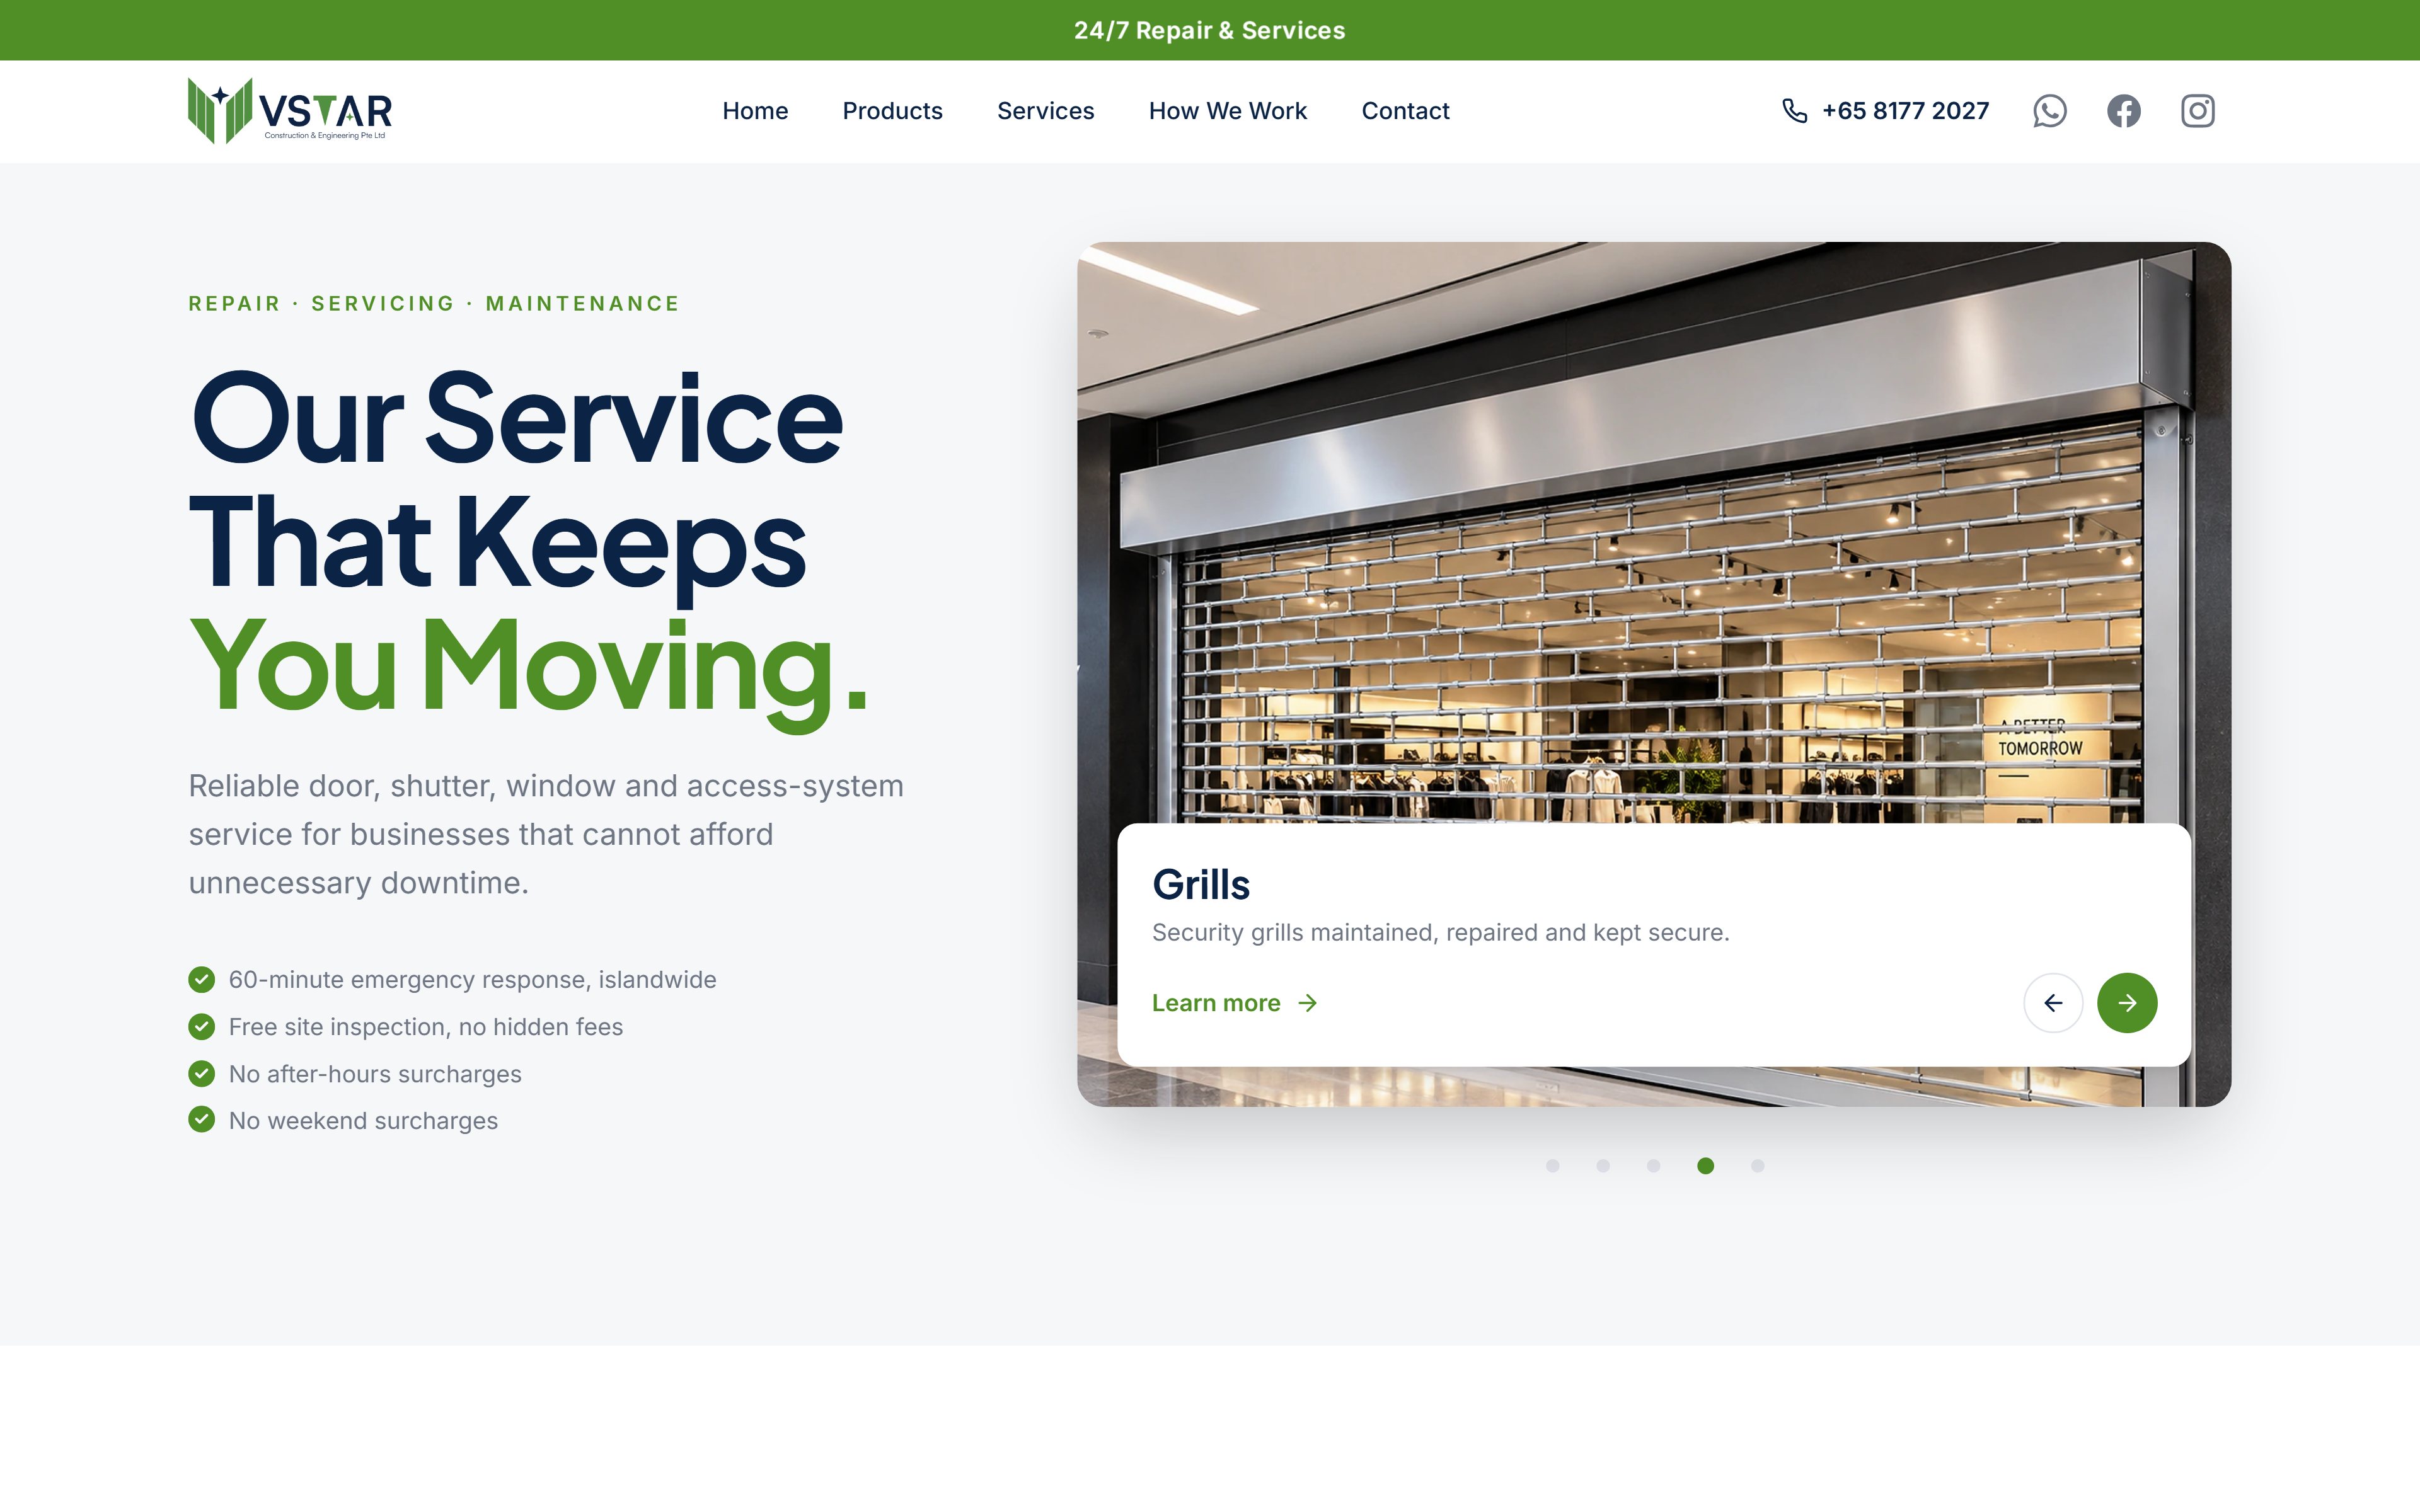 24/7 Repair & Services
VSTAR
Construction & Engineering Pte Ltd
Home
Products
Services
How We Work
Contact
+65 8177 2027
REPAIR · SERVICING · MAINTENANCE
Our Service
That Keeps
You Moving.
Reliable door, shutter, window and access-system
service for businesses that cannot afford
unnecessary downtime.
60-minute emergency response, islandwide
Free site inspection, no hidden fees
No after-hours surcharges
No weekend surcharges
A BETTER
TOMORROW
Grills
Security grills maintained, repaired and kept secure.
Learn more